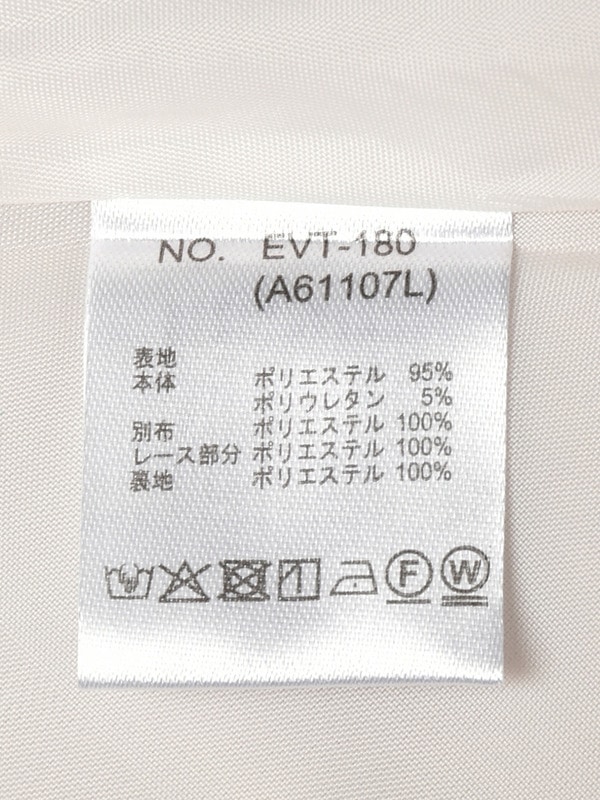 NO. EVT-180
(A61107L)
表地
本体 ポリエステル 95%
ポリウレタン 5%
別布 ポリエステル 100%
レース部分 ポリエステル 100%
裏地 ポリエステル 100%
F W